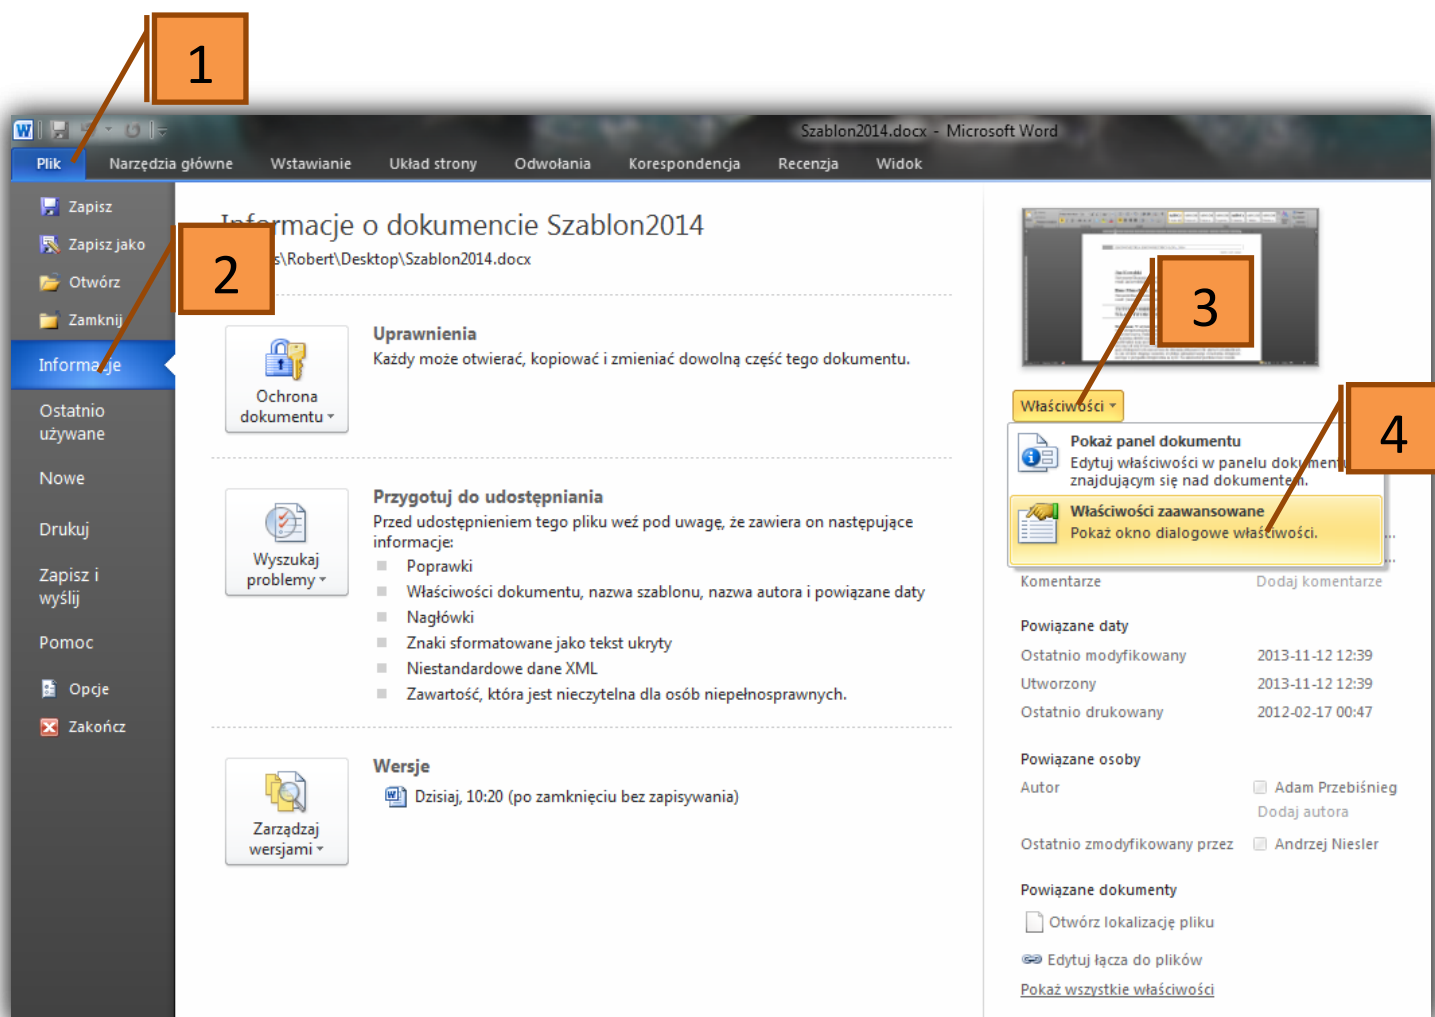 1
Szablon2014.docx - Microsoft Word
Plik Narzędzia główne Wstawianie Układ strony Odwołania Korespondencja Recenzja Widok
Zapisz
Zapisz jako
Otwórz
Zamknij
Informacje
Ostatnio
używane
Nowe
Drukuj
Zapisz i
wyślij
Pomoc
Opcje
Zakończ
2
Informacje o dokumencie Szablon2014
s\Robert\Desktop\Szablon2014.docx
Ochrona
dokumentu
Uprawnienia
Każdy może otwierać, kopiować i zmieniać dowolną część tego dokumentu.
Wyszukaj
problemy
Przygotuj do udostępniania
Przed udostępnieniem tego pliku weź pod uwagę, że zawiera on następujące
informacje:
Poprawki
Właściwości dokumentu, nazwa szablonu, nazwa autora i powiązane daty
Nagłówki
Znaki sformatowane jako tekst ukryty
Niestandardowe dane XML
Zawartość, która jest nieczytelna dla osób niepełnosprawnych.
Zarządzaj
wersjami
Wersje
Dzisiaj, 10:20 (po zamknięciu bez zapisywania)
3
Właściwości
4
Pokaż panel dokumentu
Edytuj właściwości w panelu dokumentu
znajdującym się nad dokumentem.
Właściwości zaawansowane
Pokaż okno dialogowe właściwości.
Komentarze Dodaj komentarze
Powiązane daty
Ostatnio modyfikowany 2013-11-12 12:39
Utworzony 2013-11-12 12:39
Ostatnio drukowany 2012-02-17 00:47
Powiązane osoby
Autor Adam Przebiśnieg
Dodaj autora
Ostatnio zmodyfikowany przez Andrzej Niesler
Powiązane dokumenty
Otwórz lokalizację pliku
Edytuj łącza do plików
Pokaż wszystkie właściwości